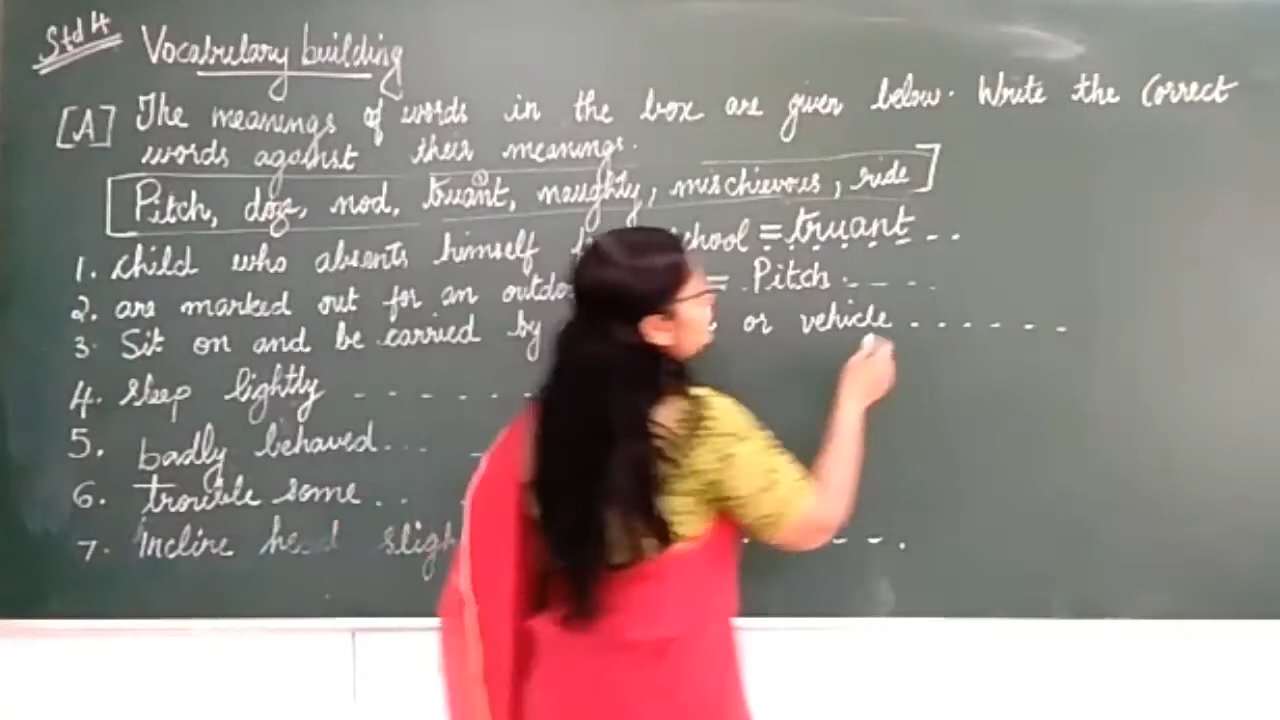 Std 4
Vocabulary building
[A] The meanings of words in the box are given below. Write the correct
words against their meanings.
[Pitch, doze, nod, truant, naughty, mischievous, ride]
1. child who absents himself school = truant
2. are marked out for an = Pitch
3. Sit on and be carried by or vehicle
4. sleep lightly
5. badly behaved
6. trouble some
7. Incline head